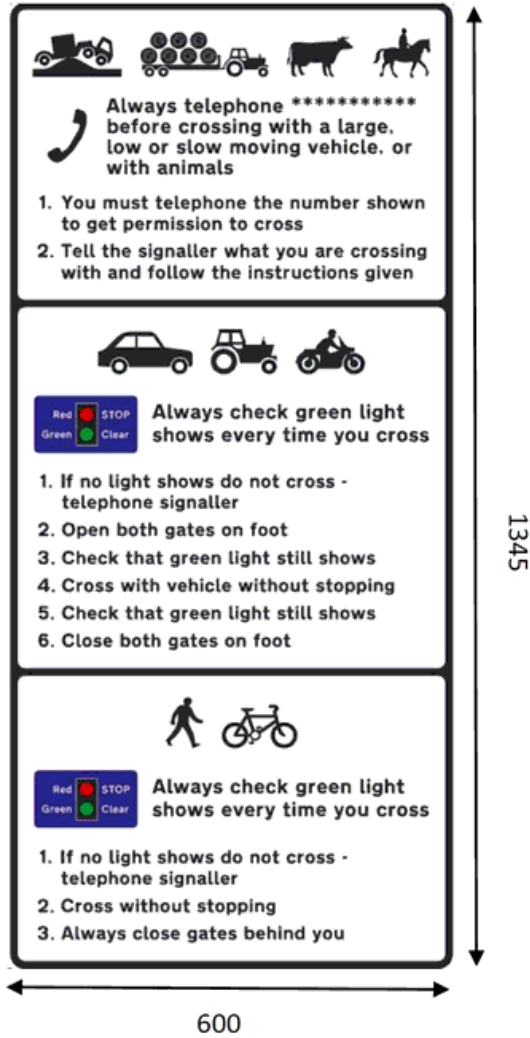 Always telephone ***********
before crossing with a large,
low or slow moving vehicle, or
with animals
1. You must telephone the number shown
to get permission to cross
2. Tell the signaller what you are crossing
with and follow the instructions given
Red STOP
Green Clear
Always check green light
shows every time you cross
1. If no light shows do not cross -
telephone signaller
2. Open both gates on foot
3. Check that green light still shows
4. Cross with vehicle without stopping
5. Check that green light still shows
6. Close both gates on foot
Red STOP
Green Clear
Always check green light
shows every time you cross
1. If no light shows do not cross -
telephone signaller
2. Cross without stopping
3. Always close gates behind you
1345
600